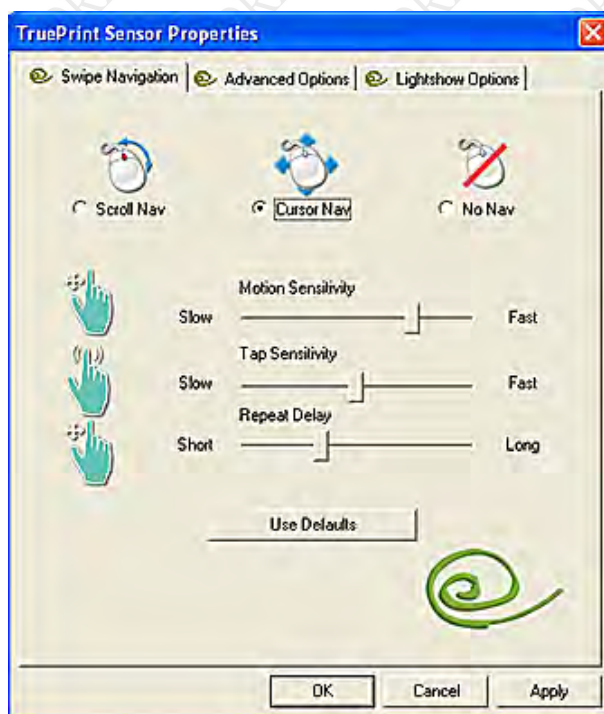 TruePrint Sensor Properties
Swipe Navigation Advanced Options Lightshow Options
Scroll Nav Cursor Nav No Nav
Motion Sensitivity
Slow Fast
Tap Sensitivity
Slow Fast
Repeat Delay
Short Long
Use Defaults
OK Cancel Apply